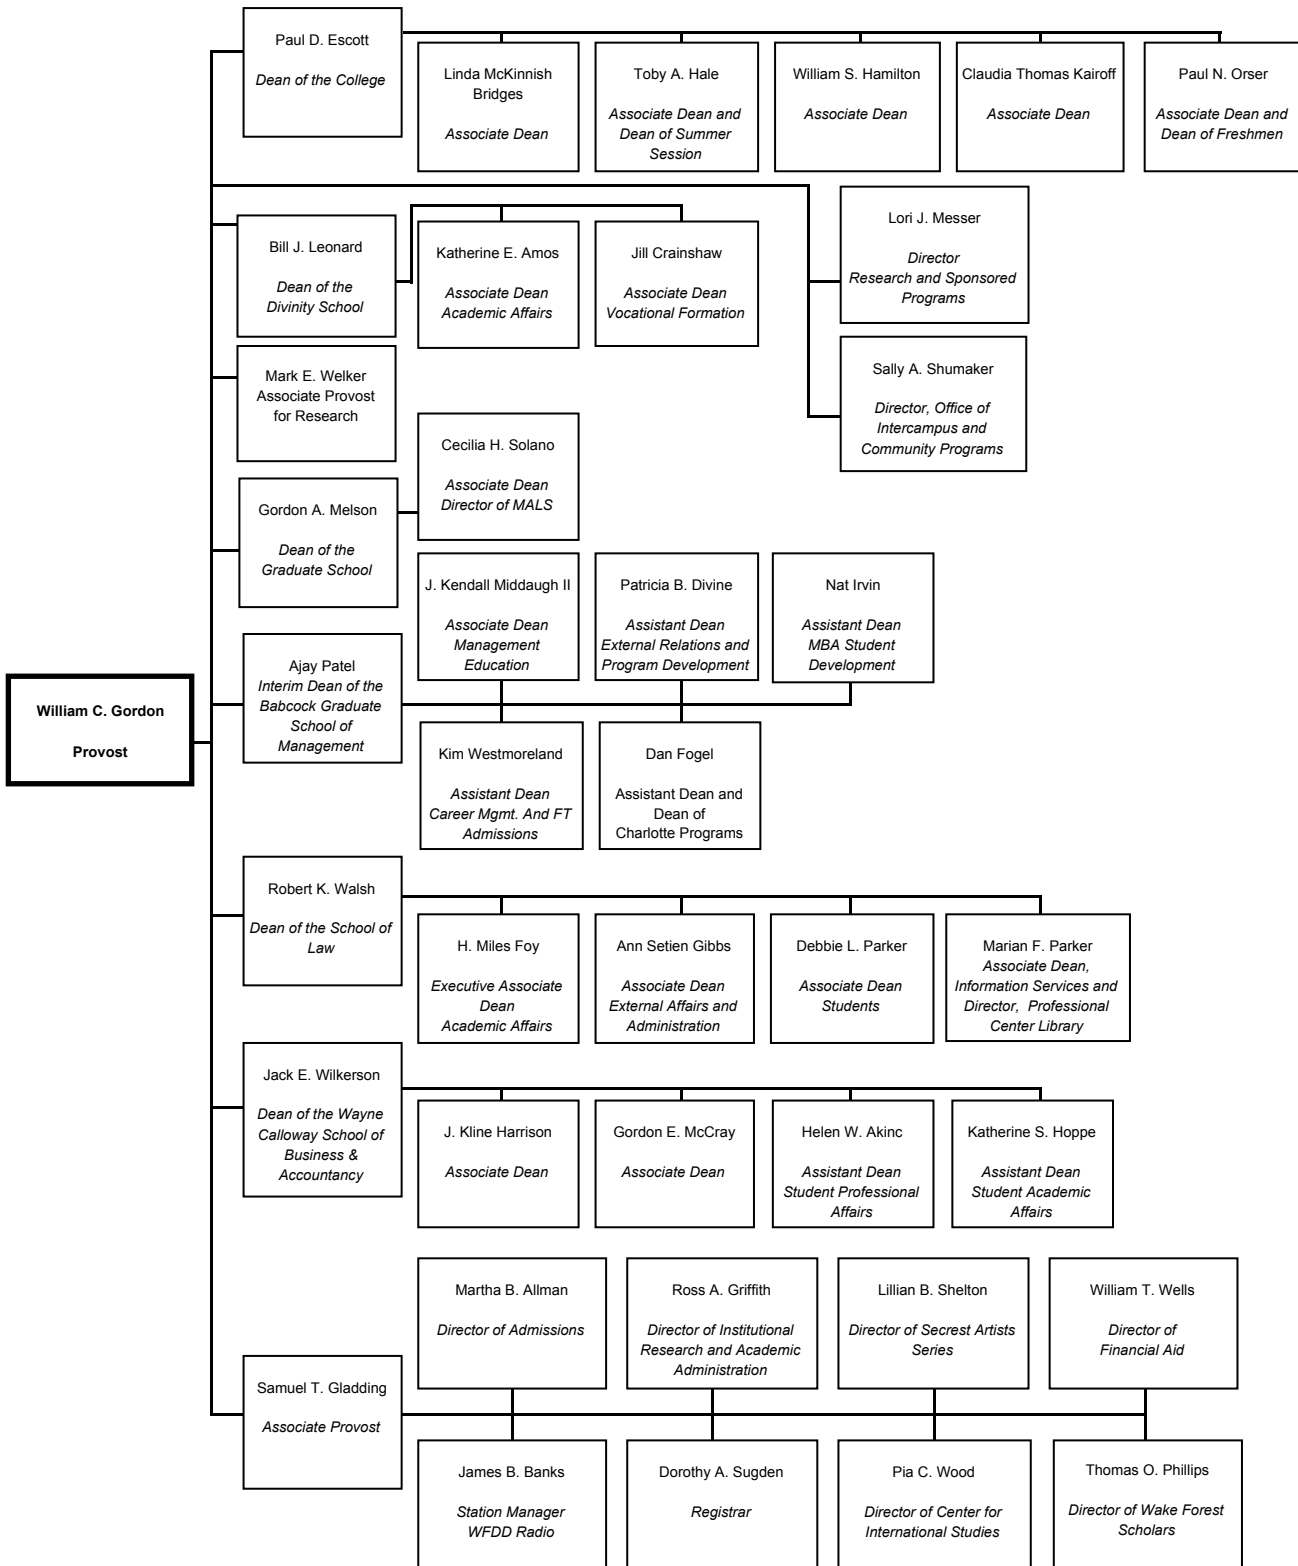 Paul D. Escott
Dean of the College
Linda McKinnish
Bridges
Associate Dean
Toby A. Hale
Associate Dean and
Dean of Summer
Session
William S. Hamilton
Associate Dean
Claudia Thomas Kairoff
Associate Dean
Paul N. Orser
Associate Dean and
Dean of Freshmen
Lori J. Messer
Director
Research and Sponsored
Programs
Bill J. Leonard
Dean of the
Divinity School
Katherine E. Amos
Associate Dean
Academic Affairs
Jill Crainshaw
Associate Dean
Vocational Formation
Sally A. Shumaker
Director, Office of
Intercampus and
Community Programs
Mark E. Welker
Associate Provost
for Research
Cecilia H. Solano
Associate Dean
Director of MALS
Gordon A. Melson
Dean of the
Graduate School
J. Kendall Middaugh II
Associate Dean
Management
Education
Patricia B. Divine
Assistant Dean
External Relations and
Program Development
Nat Irvin
Assistant Dean
MBA Student
Development
Ajay Patel
Interim Dean of the
Babcock Graduate
School of
Management
William C. Gordon
Provost
Kim Westmoreland
Assistant Dean
Career Mgmt. And FT
Admissions
Dan Fogel
Assistant Dean and
Dean of
Charlotte Programs
Robert K. Walsh
Dean of the School of
Law
H. Miles Foy
Executive Associate
Dean
Academic Affairs
Ann Setien Gibbs
Associate Dean
External Affairs and
Administration
Debbie L. Parker
Associate Dean
Students
Marian F. Parker
Associate Dean,
Information Services and
Director, Professional
Center Library
Jack E. Wilkerson
Dean of the Wayne
Calloway School of
Business &
Accountancy
J. Kline Harrison
Associate Dean
Gordon E. McCray
Associate Dean
Helen W. Akinc
Assistant Dean
Student Professional
Affairs
Katherine S. Hoppe
Assistant Dean
Student Academic
Affairs
Martha B. Allman
Director of Admissions
Ross A. Griffith
Director of Institutional
Research and Academic
Administration
Lillian B. Shelton
Director of Secrest Artists
Series
William T. Wells
Director of
Financial Aid
Samuel T. Gladding
Associate Provost
James B. Banks
Station Manager
WFDD Radio
Dorothy A. Sugden
Registrar
Pia C. Wood
Director of Center for
International Studies
Thomas O. Phillips
Director of Wake Forest
Scholars